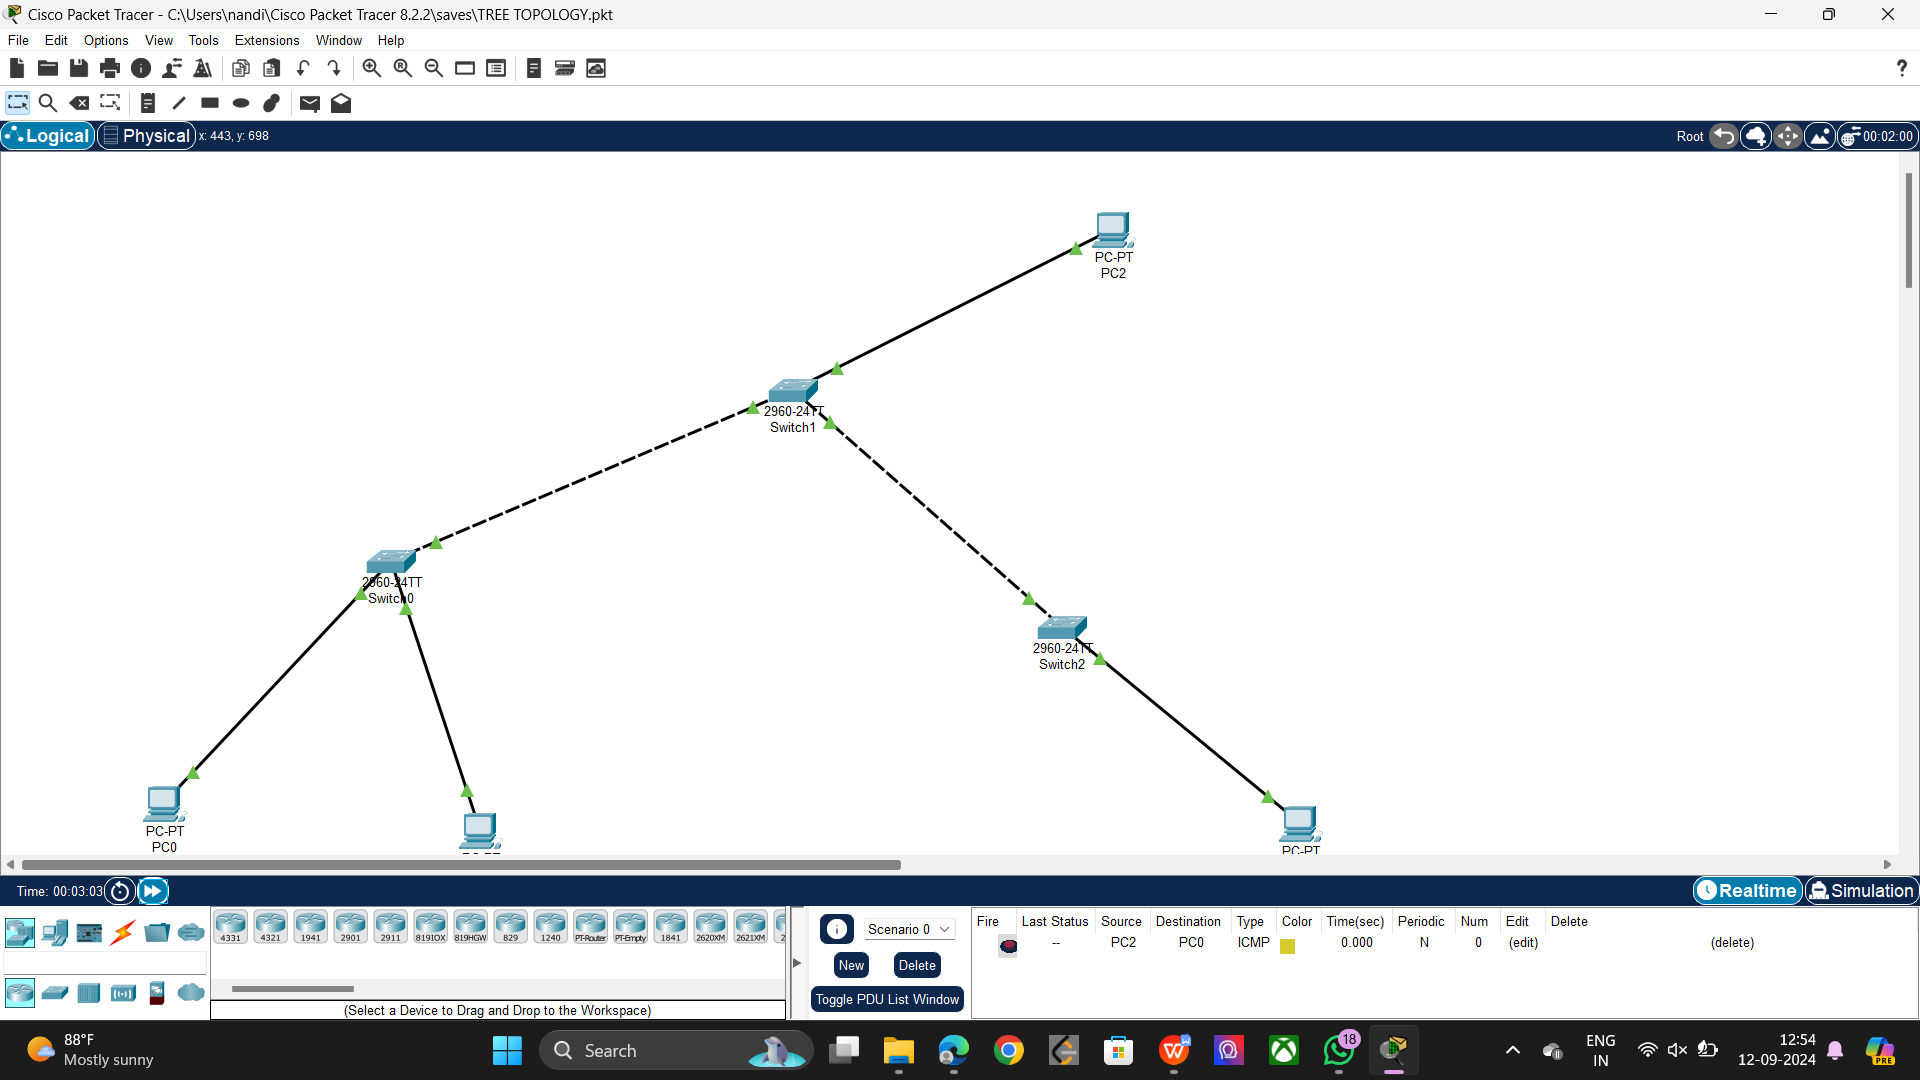 Cisco Packet Tracer - C:\Users\nandi\Cisco Packet Tracer 8.2.2\saves\TREE TOPOLOGY.pkt
File Edit Options View Tools Extensions Window Help
Logical Physical x: 443, y: 698 Root 00:02:00
PC-PT
PC2
2960-24TT
Switch1
2960-24TT
Switch0
2960-24TT
Switch2
PC-PT
PC0
PC-PT
Time: 00:03:03 Realtime Simulation
4331 4321 1941 2901 2911 819IOX 819HGW 829 1240 PT-Router PT-Empty 1841 2620XM 2621XM
(Select a Device to Drag and Drop to the Workspace)
Scenario 0
New Delete
Toggle PDU List Window
Fire Last Status Source Destination Type Color Time(sec) Periodic Num Edit Delete
-- PC2 PC0 ICMP 0.000 N 0 (edit) (delete)
88°F
Mostly sunny
Search
18
ENG
IN
12:54
12-09-2024
PRE